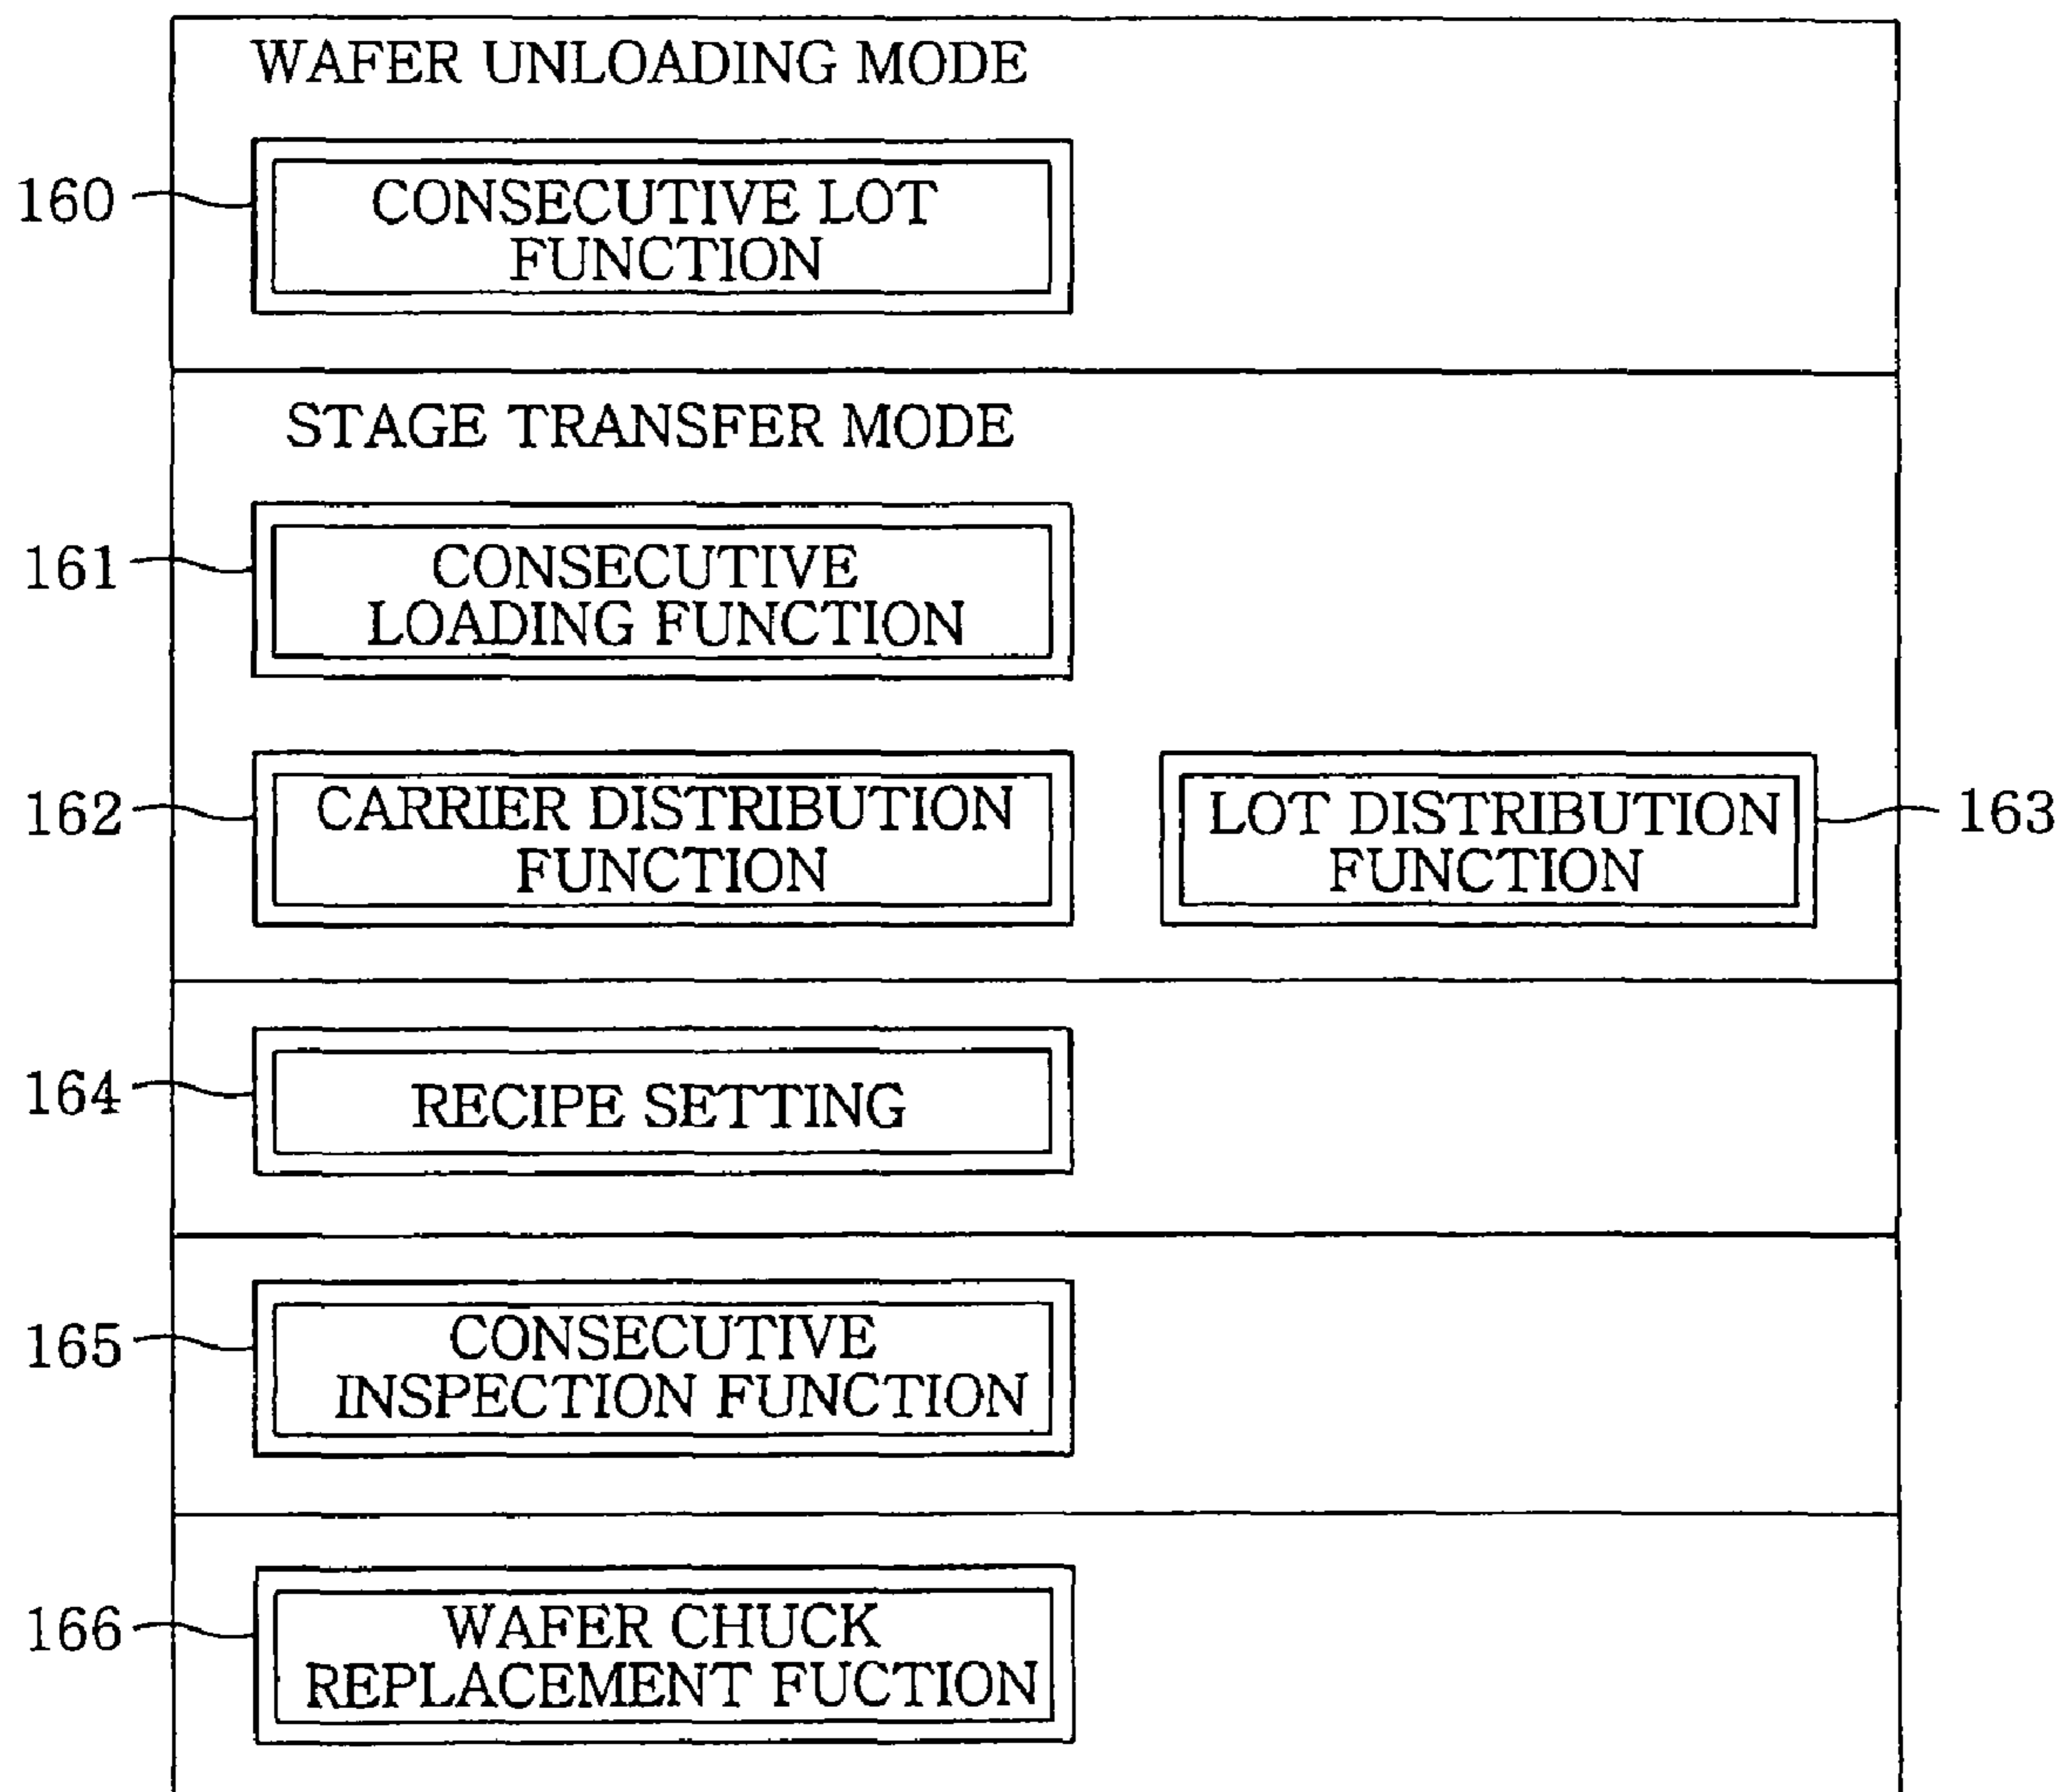 WAFER UNLOADING MODE
160
CONSECUTIVE LOT
FUNCTION
STAGE TRANSFER MODE
161
CONSECUTIVE
LOADING FUNCTION
162
CARRIER DISTRIBUTION
FUNCTION
LOT DISTRIBUTION
FUNCTION
163
164
RECIPE SETTING
165
CONSECUTIVE
INSPECTION FUNCTION
166
WAFER CHUCK
REPLACEMENT FUCTION